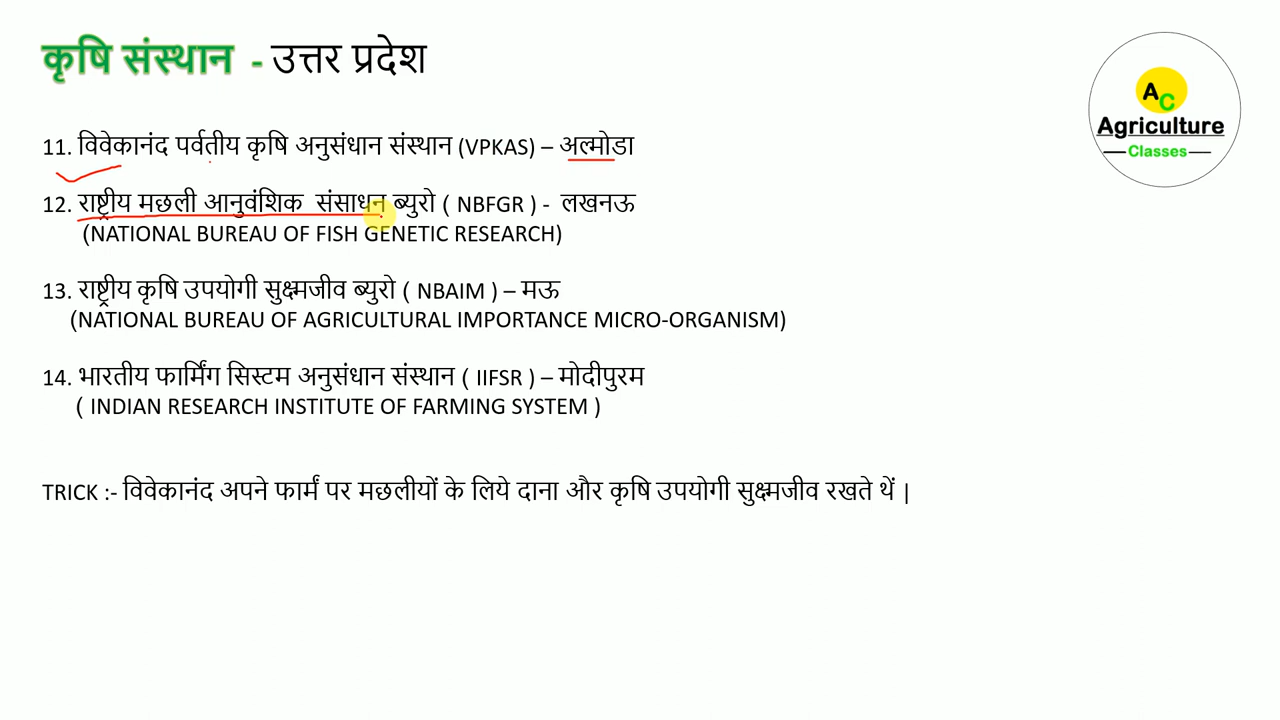 कृषि संस्थान - उत्तर प्रदेश
AC
Agriculture
Classes
11. विवेकानंद पर्वतीय कृषि अनुसंधान संस्थान (VPKAS) – अल्मोडा
12. राष्ट्रीय मछली आनुवंशिक संसाधन ब्युरो ( NBFGR ) - लखनऊ
(NATIONAL BUREAU OF FISH GENETIC RESEARCH)
13. राष्ट्रीय कृषि उपयोगी सुक्ष्मजीव ब्युरो ( NBAIM ) – मऊ
(NATIONAL BUREAU OF AGRICULTURAL IMPORTANCE MICRO-ORGANISM)
14. भारतीय फार्मिंग सिस्टम अनुसंधान संस्थान ( IIFSR ) – मोदीपुरम
( INDIAN RESEARCH INSTITUTE OF FARMING SYSTEM )
TRICK :- विवेकानंद अपने फार्मं पर मछलीयों के लिये दाना और कृषि उपयोगी सुक्ष्मजीव रखते थें |